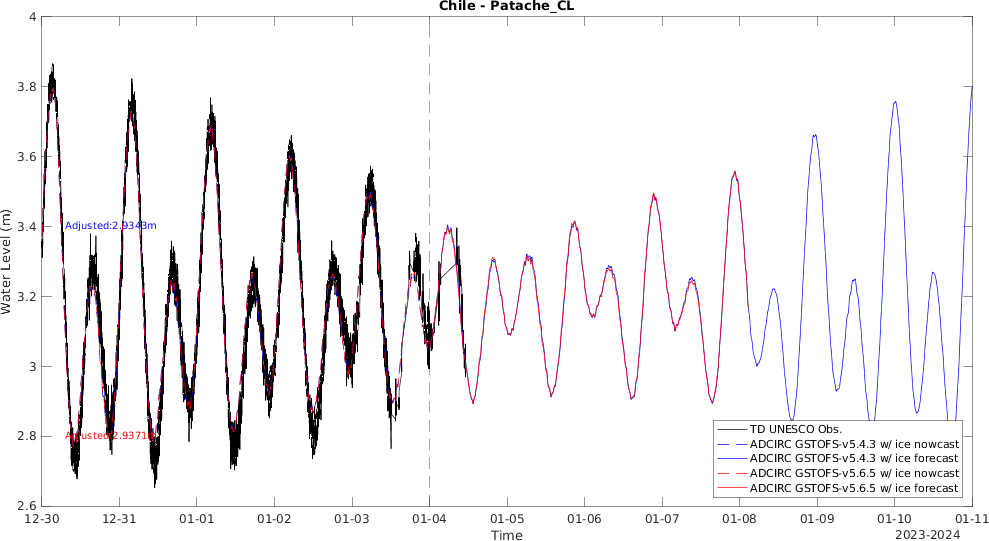 Chile - Patache_CL
Water Level (m)
4
3.8
3.6
3.4
3.2
3
2.8
2.6
Adjusted:2.9343m
Adjusted:2.9371m
TD UNESCO Obs.
ADCIRC GSTOFS-v5.4.3 w/ ice nowcast
ADCIRC GSTOFS-v5.4.3 w/ ice forecast
ADCIRC GSTOFS-v5.6.5 w/ ice nowcast
ADCIRC GSTOFS-v5.6.5 w/ ice forecast
12-30 12-31 01-01 01-02 01-03 01-04 01-05 01-06 01-07 01-08 01-09 01-10 01-11
Time
2023-2024